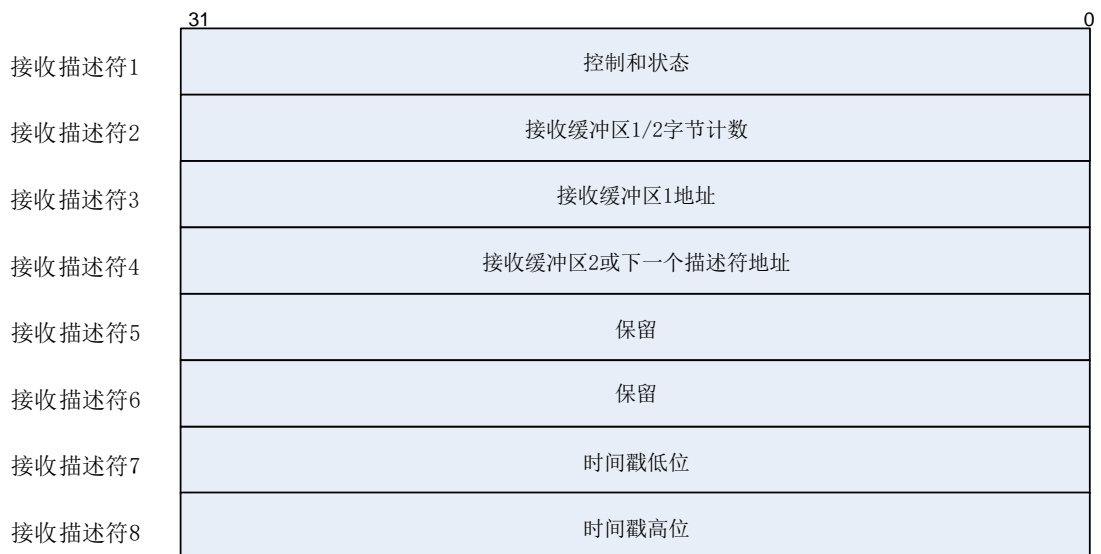 31 0
接收描述符1 控制和状态
接收描述符2 接收缓冲区1/2字节计数
接收描述符3 接收缓冲区1地址
接收描述符4 接收缓冲区2或下一个描述符地址
接收描述符5 保留
接收描述符6 保留
接收描述符7 时间戳低位
接收描述符8 时间戳高位